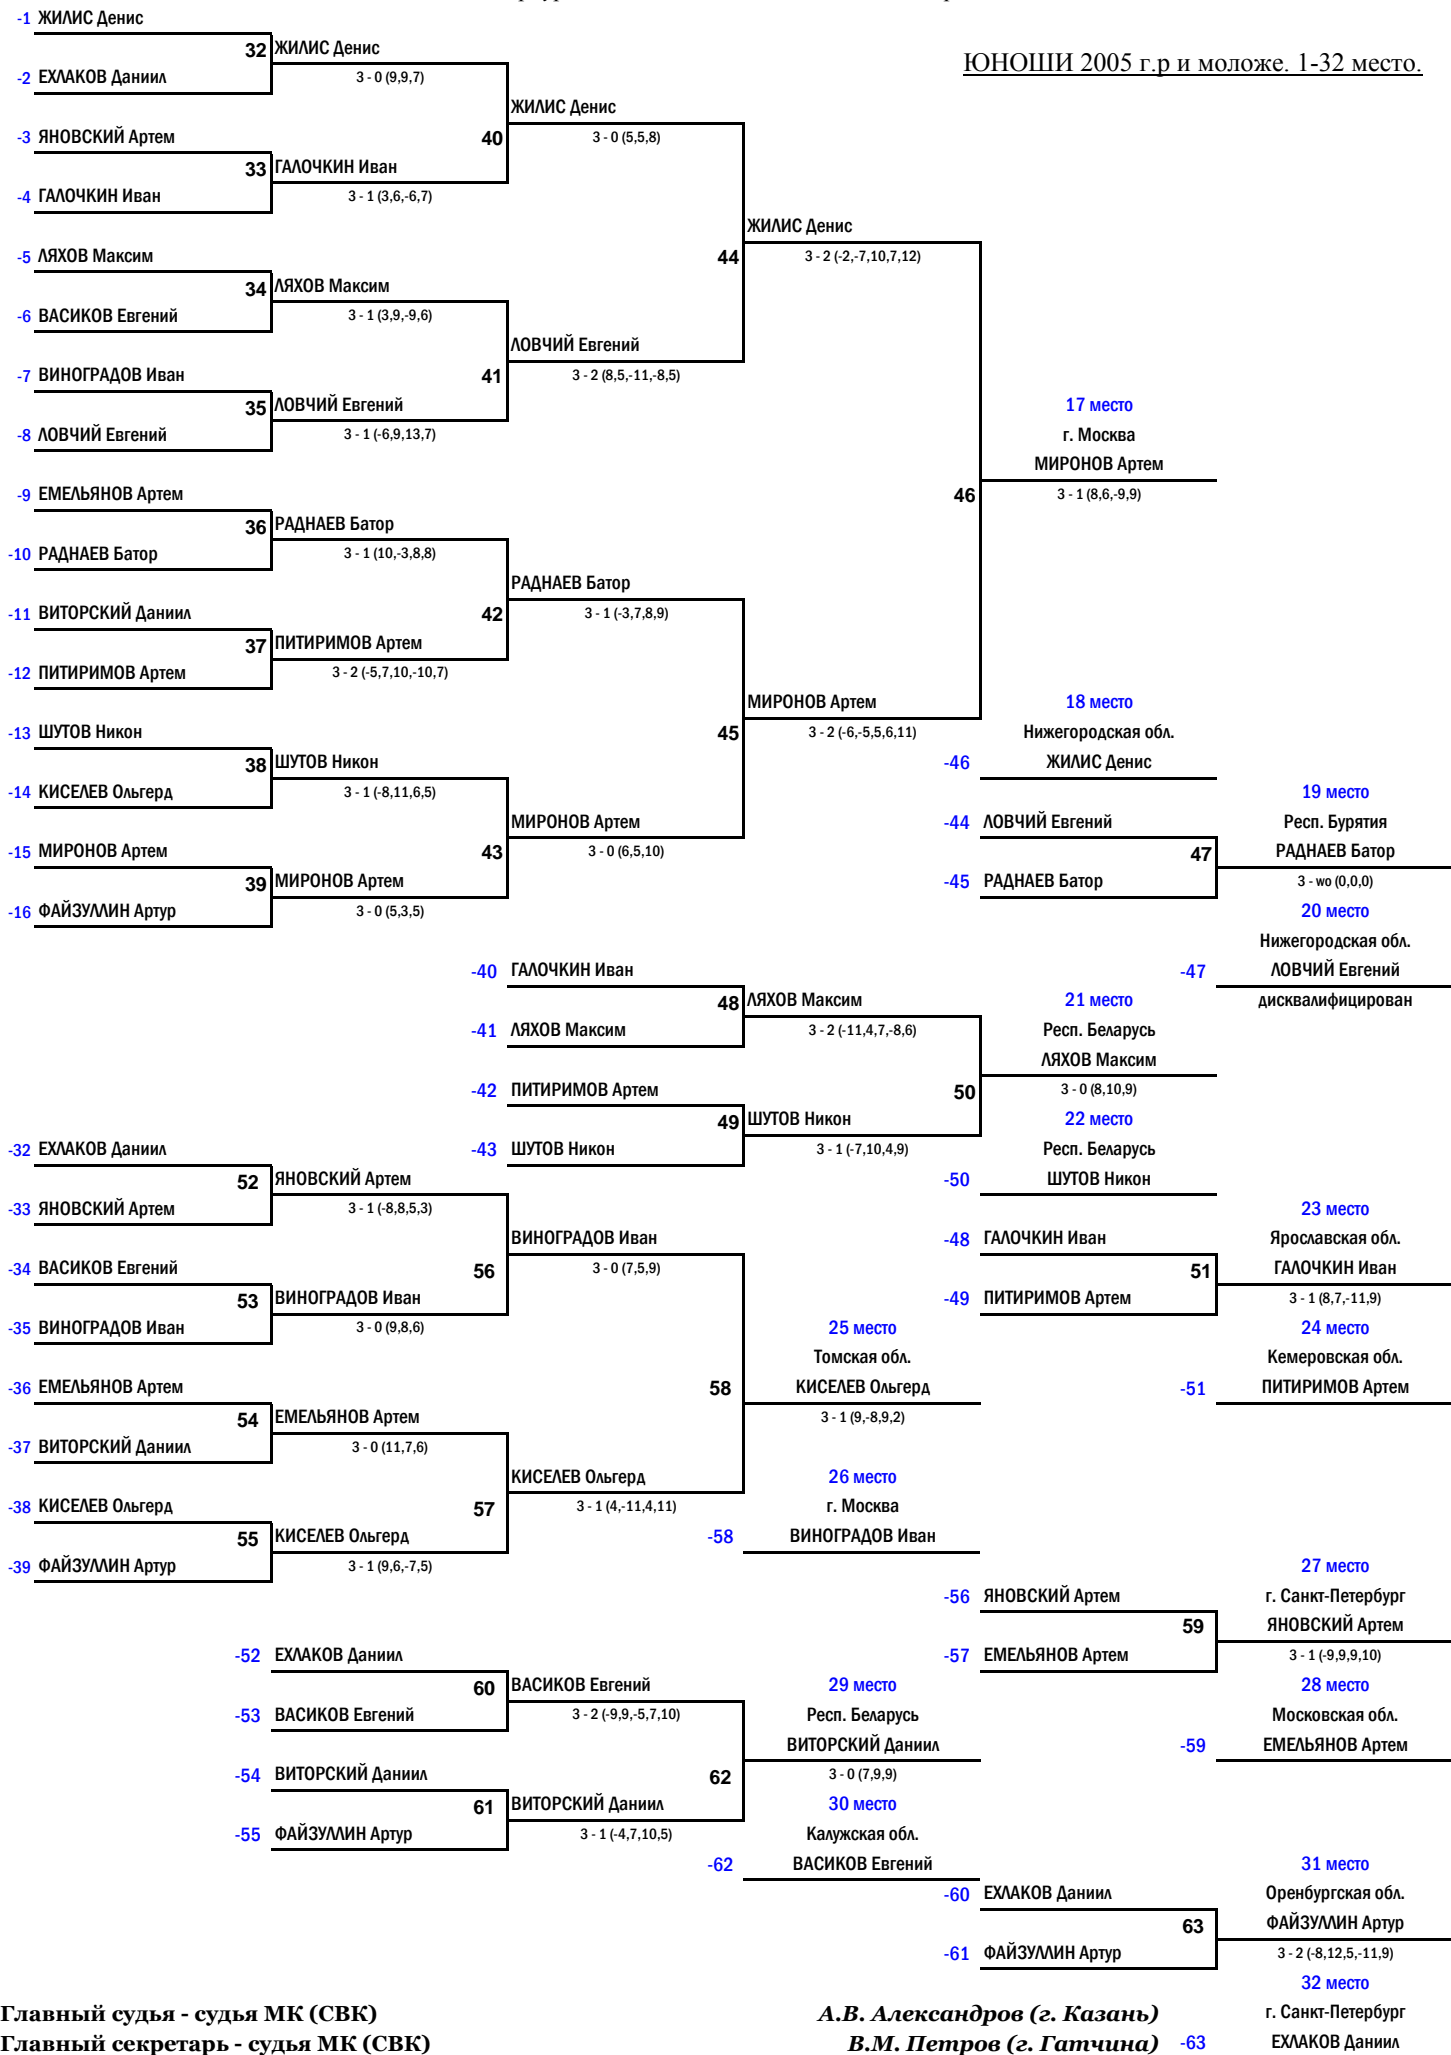 -1 ЖИЛИС Денис
32 ЖИЛИС Денис
ЮНОШИ 2005 г.р и моложе. 1-32 место.
-2 ЕХЛАКОВ Даниил
3 - 0 (9,9,7)
ЖИЛИС Денис
-3 ЯНОВСКИЙ Артем
40
3 - 0 (5,5,8)
33 ГАЛОЧКИН Иван
-4 ГАЛОЧКИН Иван
3 - 1 (3,6,-6,7)
ЖИЛИС Денис
-5 ЛЯХОВ Максим
44
3 - 2 (-2,-7,10,7,12)
34 ЛЯХОВ Максим
-6 ВАСИКОВ Евгений
3 - 1 (3,9,-9,6)
ЛОВЧИЙ Евгений
-7 ВИНОГРАДОВ Иван
41
3 - 2 (8,5,-11,-8,5)
35 ЛОВЧИЙ Евгений
17 место
-8 ЛОВЧИЙ Евгений
3 - 1 (-6,9,13,7)
г. Москва
МИРОНОВ Артем
-9 ЕМЕЛЬЯНОВ Артем
46
3 - 1 (8,6,-9,9)
36 РАДНАЕВ Батор
-10 РАДНАЕВ Батор
3 - 1 (10,-3,8,8)
РАДНАЕВ Батор
-11 ВИТОРСКИЙ Даниил
42
3 - 1 (-3,7,8,9)
37 ПИТИРИМОВ Артем
-12 ПИТИРИМОВ Артем
3 - 2 (-5,7,10,-10,7)
МИРОНОВ Артем
18 место
-13 ШУТОВ Никон
45
3 - 2 (-6,-5,5,6,11)
Нижегородская обл.
38 ШУТОВ Никон
-46 ЖИЛИС Денис
-14 КИСЕЛЕВ Ольгерд
3 - 1 (-8,11,6,5)
19 место
МИРОНОВ Артем
-44 ЛОВЧИЙ Евгений
Респ. Бурятия
-15 МИРОНОВ Артем
43
3 - 0 (6,5,10)
47 РАДНАЕВ Батор
39 МИРОНОВ Артем
-45 РАДНАЕВ Батор
3 - wo (0,0,0)
-16 ФАЙЗУЛЛИН Артур
3 - 0 (5,3,5)
20 место
Нижегородская обл.
-40 ГАЛОЧКИН Иван
-47 ЛОВЧИЙ Евгений
48 ЛЯХОВ Максим
21 место
дисквалифицирован
-41 ЛЯХОВ Максим
3 - 2 (-11,4,7,-8,6)
Респ. Беларусь
ЛЯХОВ Максим
-42 ПИТИРИМОВ Артем
50
3 - 0 (8,10,9)
49 ШУТОВ Никон
22 место
-32 ЕХЛАКОВ Даниил
-43 ШУТОВ Никон
3 - 1 (-7,10,4,9)
Респ. Беларусь
52 ЯНОВСКИЙ Артем
-50 ШУТОВ Никон
-33 ЯНОВСКИЙ Артем
3 - 1 (-8,8,5,3)
23 место
ВИНОГРАДОВ Иван
-48 ГАЛОЧКИН Иван
Ярославская обл.
-34 ВАСИКОВ Евгений
56
3 - 0 (7,5,9)
51 ГАЛОЧКИН Иван
53 ВИНОГРАДОВ Иван
-49 ПИТИРИМОВ Артем
3 - 1 (8,7,-11,9)
-35 ВИНОГРАДОВ Иван
3 - 0 (9,8,6)
25 место
24 место
Томская обл.
Кемеровская обл.
-36 ЕМЕЛЬЯНОВ Артем
58 КИСЕЛЕВ Ольгерд
-51 ПИТИРИМОВ Артем
54 ЕМЕЛЬЯНОВ Артем
3 - 1 (9,-8,9,2)
-37 ВИТОРСКИЙ Даниил
3 - 0 (11,7,6)
КИСЕЛЕВ Ольгерд
26 место
-38 КИСЕЛЕВ Ольгерд
57
3 - 1 (4,-11,4,11)
г. Москва
55 КИСЕЛЕВ Ольгерд
-58 ВИНОГРАДОВ Иван
-39 ФАЙЗУЛЛИН Артур
3 - 1 (9,6,-7,5)
27 место
-56 ЯНОВСКИЙ Артем
г. Санкт-Петербург
59 ЯНОВСКИЙ Артем
-52 ЕХЛАКОВ Даниил
-57 ЕМЕЛЬЯНОВ Артем
3 - 1 (-9,9,9,10)
60 ВАСИКОВ Евгений
29 место
28 место
-53 ВАСИКОВ Евгений
3 - 2 (-9,9,-5,7,10)
Респ. Беларусь
Московская обл.
ВИТОРСКИЙ Даниил
-59 ЕМЕЛЬЯНОВ Артем
-54 ВИТОРСКИЙ Даниил
62
3 - 0 (7,9,9)
61 ВИТОРСКИЙ Даниил
30 место
-55 ФАЙЗУЛЛИН Артур
3 - 1 (-4,7,10,5)
Калужская обл.
-62 ВАСИКОВ Евгений
31 место
-60 ЕХЛАКОВ Даниил
Оренбургская обл.
63 ФАЙЗУЛЛИН Артур
-61 ФАЙЗУЛЛИН Артур
3 - 2 (-8,12,5,-11,9)
32 место
Главный судья - судья МК (СВК)
А.В. Александров (г. Казань)
г. Санкт-Петербург
Главный секретарь - судья МК (СВК)
В.М. Петров (г. Гатчина)
-63 ЕХЛАКОВ Даниил